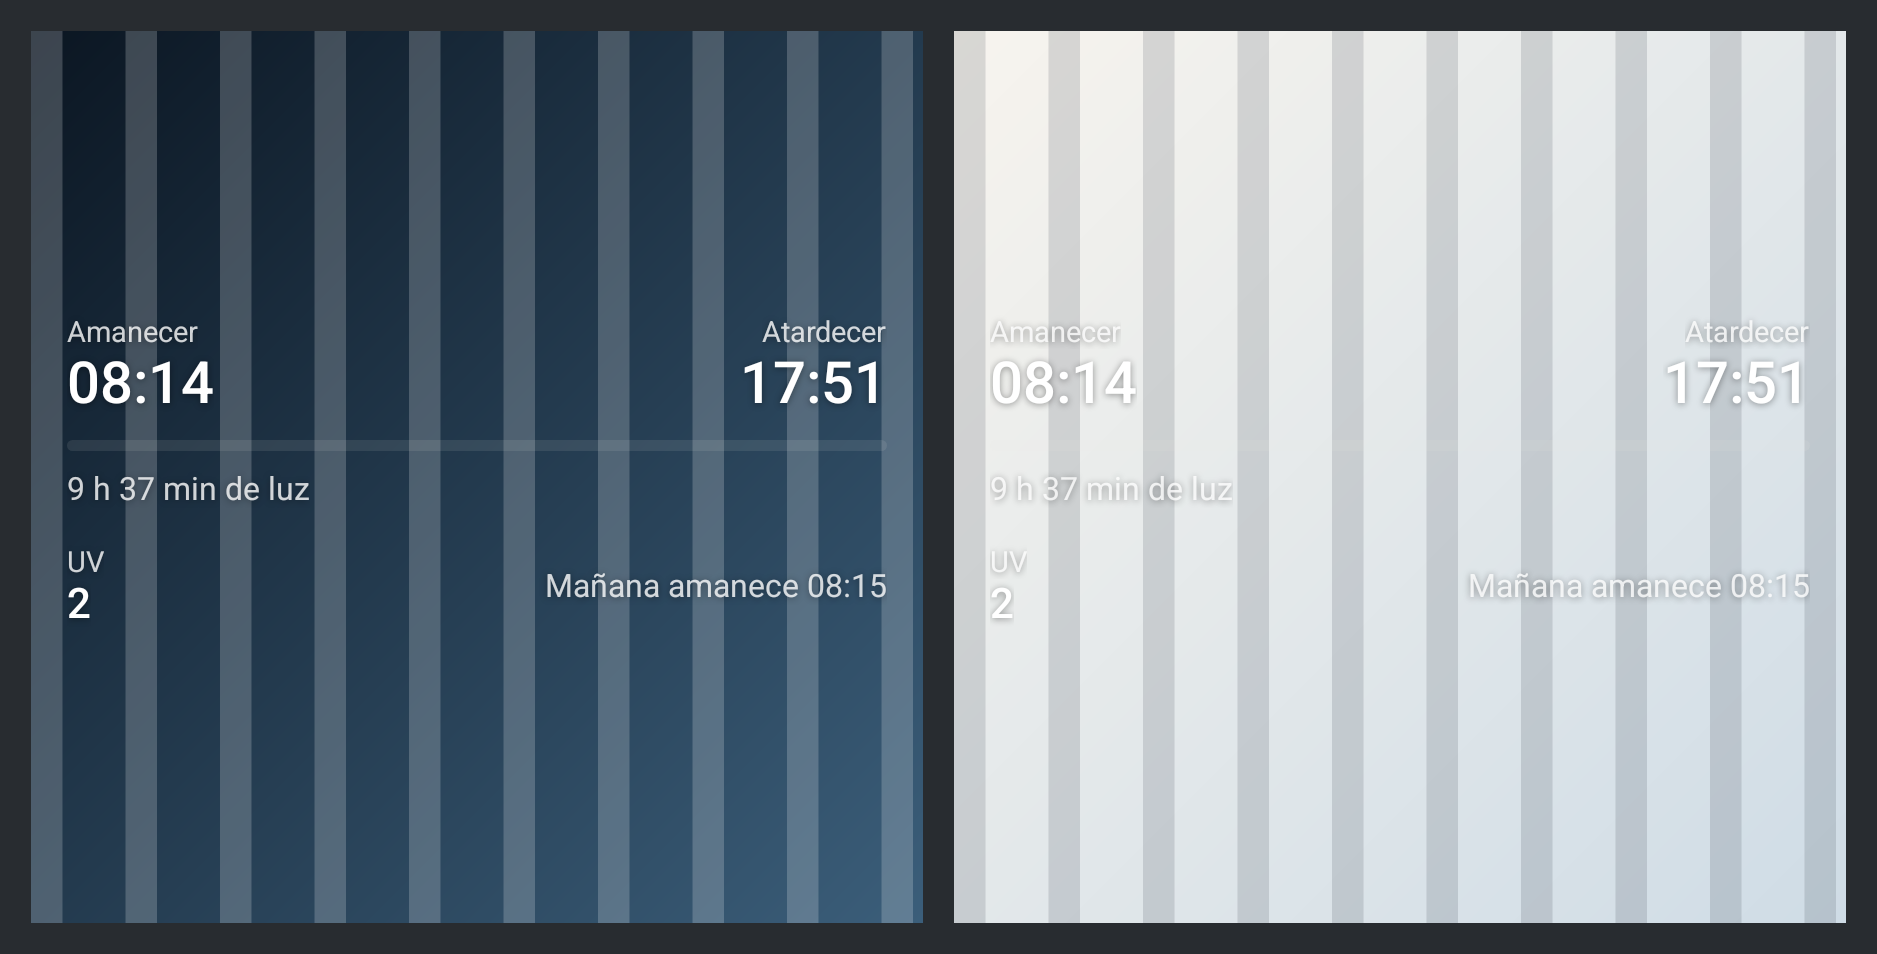 Amanecer
Atardecer
08:14
17:51
9 h 37 min de luz
UV
2
Mañana amanece 08:15
Amanecer
Atardecer
08:14
17:51
9 h 37 min de luz
UV
2
Mañana amanece 08:15